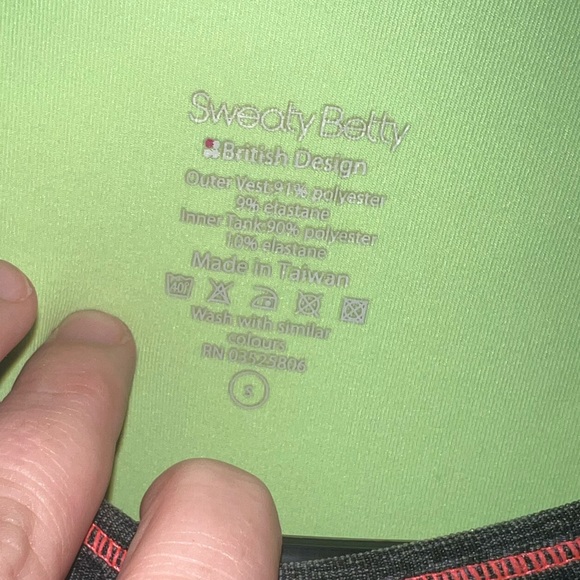 Sweaty Betty
British Design
Outer Vest:91% polyester
9% elastane
Inner Tank:90% polyester
10% elastane
Made in Taiwan
40
Wash with similar
colours
RN 03525806
S